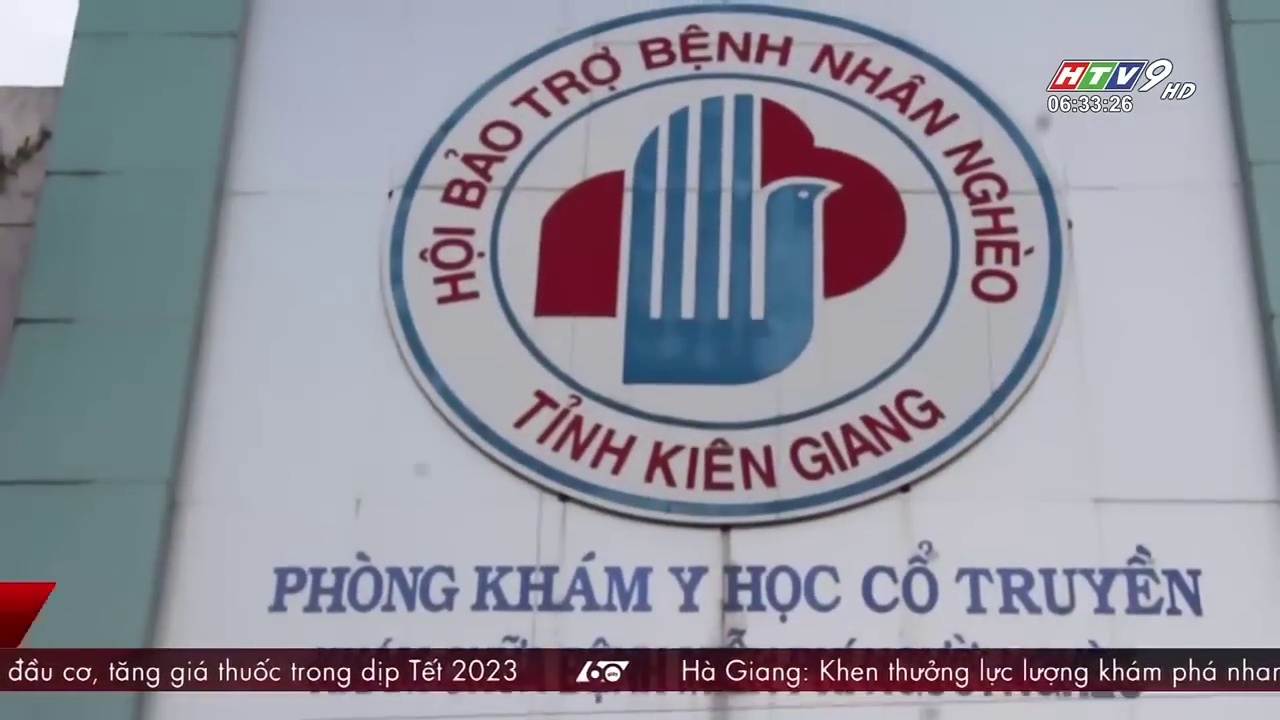 HỘI BẢO TRỢ BỆNH NHÂN NGHÈO
TỈNH KIÊN GIANG
HTV9 HD
06:33:26
PHÒNG KHÁM Y HỌC CỔ TRUYỀN
đầu cơ, tăng giá thuốc trong dịp Tết 2023
Hà Giang: Khen thưởng lực lượng khám phá nhan